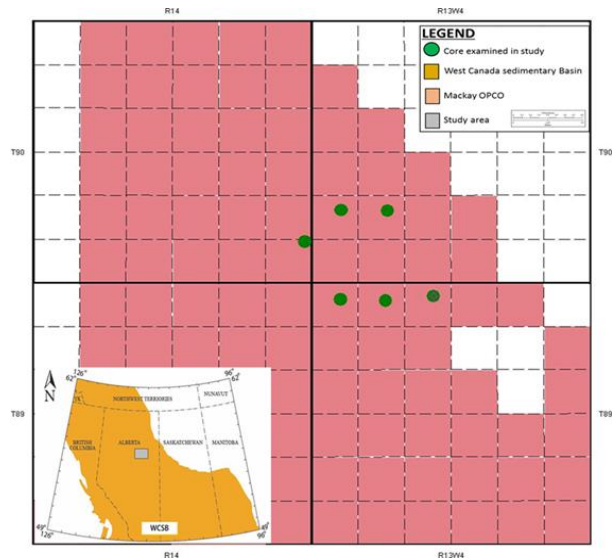 R14 R13W4
LEGEND
Core examined in study
West Canada sedimentary Basin
Mackay OPCO
Study area
T90 T90
T89 T89
N
126° 96°
62° 62°
NUNAVUT
NORTHWEST TERRIORIES
BRITISH
COLUMBIA
ALBERTA SASKATCHEWAN MANITOBA
49° 49°
126° 96°
WCSB
R14 R13W4